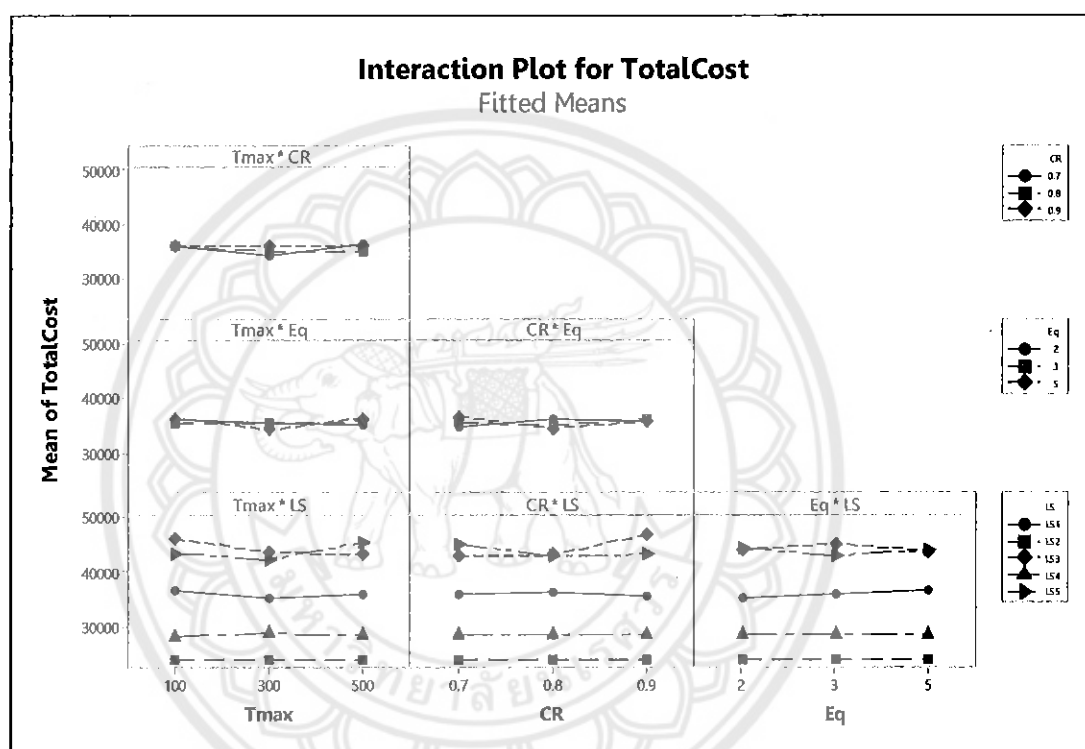 Interaction Plot for TotalCost
Fitted Means
Tmax * CR
50000
40000
30000
CR
0.7
0.8
0.9
Tmax * Eq
CR * Eq
50000
40000
30000
Eq
2
3
5
Mean of TotalCost
Tmax * LS
CR * LS
Eq * LS
50000
40000
30000
LS
LS1
LS2
LS3
LS4
LS5
100 300 500
0.7 0.8 0.9
2 3 5
Tmax
CR
Eq